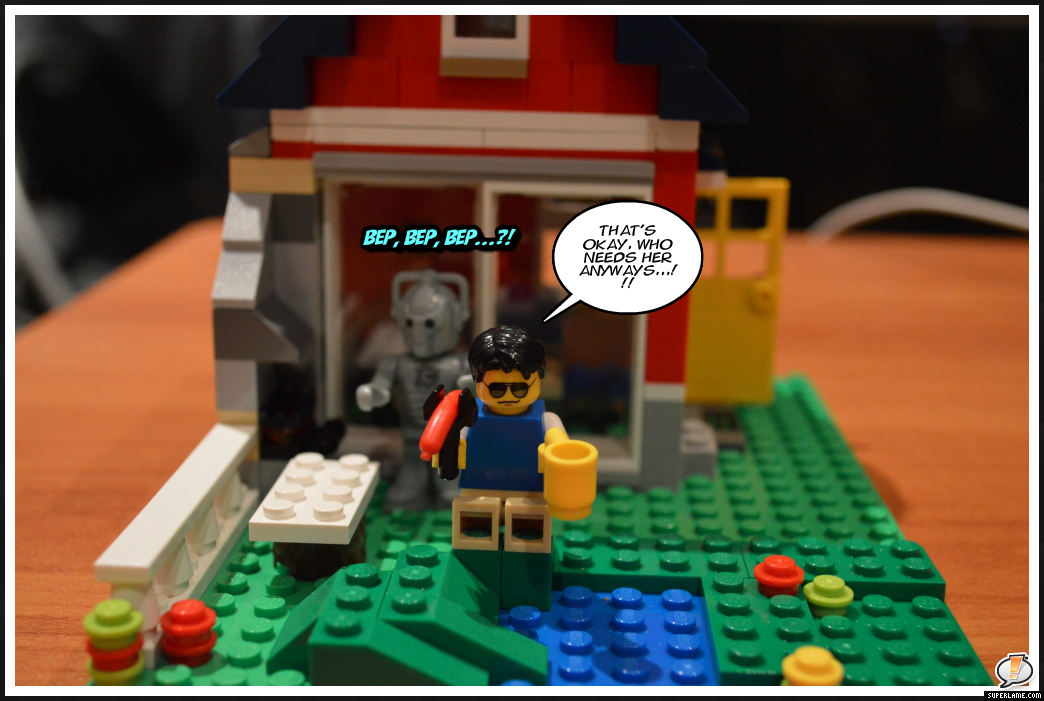 BEP, BEP, BEP...?!
THAT'S
OKAY. WHO
NEEDS HER
ANYWAYS...!
!!
SUPERLAME.COM